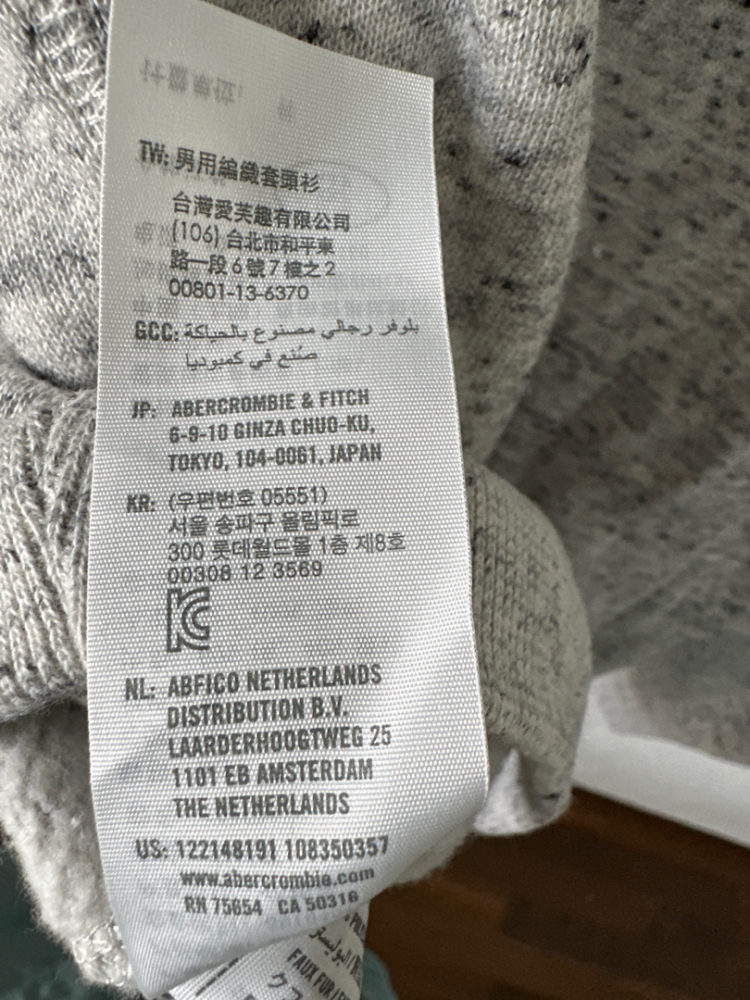 TW: 男用編織套頭衫
台灣愛芙趣有限公司
(106) 台北市和平東
路一段6號7樓之2
00801-13-6370
GCC: بلوفر رجالي مصنوع بالحياكة
صُنع في كمبوديا
JP: ABERCROMBIE & FITCH
6-9-10 GINZA CHUO-KU,
TOKYO, 104-0061, JAPAN
KR: (우편번호 05551)
서울 송파구 올림픽로
300 롯데월드몰 1층 제8호
00308 12 3569
KC
NL: ABFICO NETHERLANDS
DISTRIBUTION B.V.
LAARDERHOOGTWEG 25
1101 EB AMSTERDAM
THE NETHERLANDS
US: 122148191 108350357
www.abercrombie.com
RN 75654 CA 50316
FAUX FUR